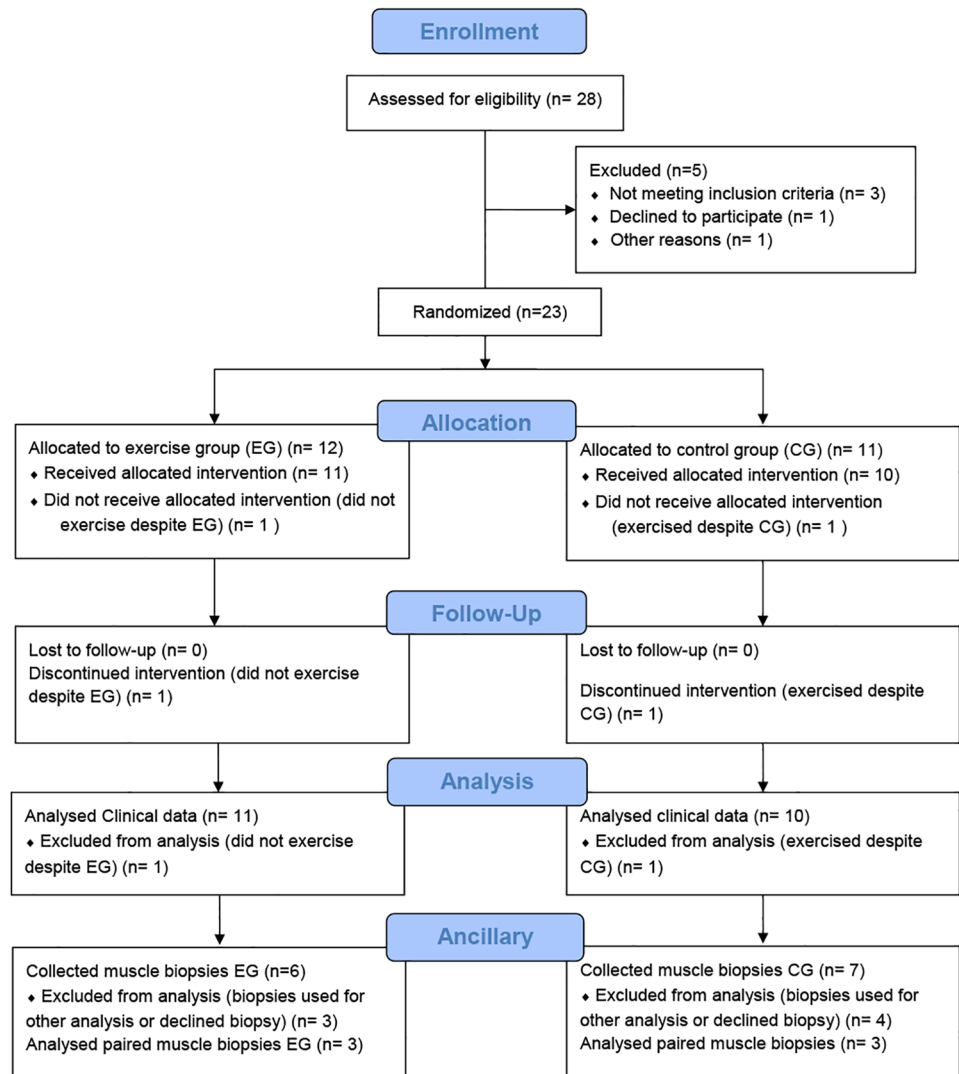 Enrollment
Assessed for eligibility (n= 28)
Excluded (n=5)
♦ Not meeting inclusion criteria (n= 3)
♦ Declined to participate (n= 1)
♦ Other reasons (n= 1)
Randomized (n=23)
Allocation
Allocated to exercise group (EG) (n= 12)
♦ Received allocated intervention (n= 11)
♦ Did not receive allocated intervention (did not
exercise despite EG) (n= 1 )
Allocated to control group (CG) (n= 11)
♦ Received allocated intervention (n= 10)
♦ Did not receive allocated intervention
(exercised despite CG) (n= 1 )
Follow-Up
Lost to follow-up (n= 0)
Discontinued intervention (did not exercise
despite EG) (n= 1)
Lost to follow-up (n= 0)
Discontinued intervention (exercised despite
CG) (n= 1)
Analysis
Analysed Clinical data (n= 11)
♦ Excluded from analysis (did not exercise
despite EG) (n= 1)
Analysed clinical data (n= 10)
♦ Excluded from analysis (exercised despite
CG) (n= 1)
Ancillary
Collected muscle biopsies EG (n=6)
♦ Excluded from analysis (biopsies used for
other analysis or declined biopsy) (n= 3)
Analysed paired muscle biopsies EG (n= 3)
Collected muscle biopsies CG (n= 7)
♦ Excluded from analysis (biopsies used for
other analysis or declined biopsy) (n= 4)
Analysed paired muscle biopsies (n= 3)